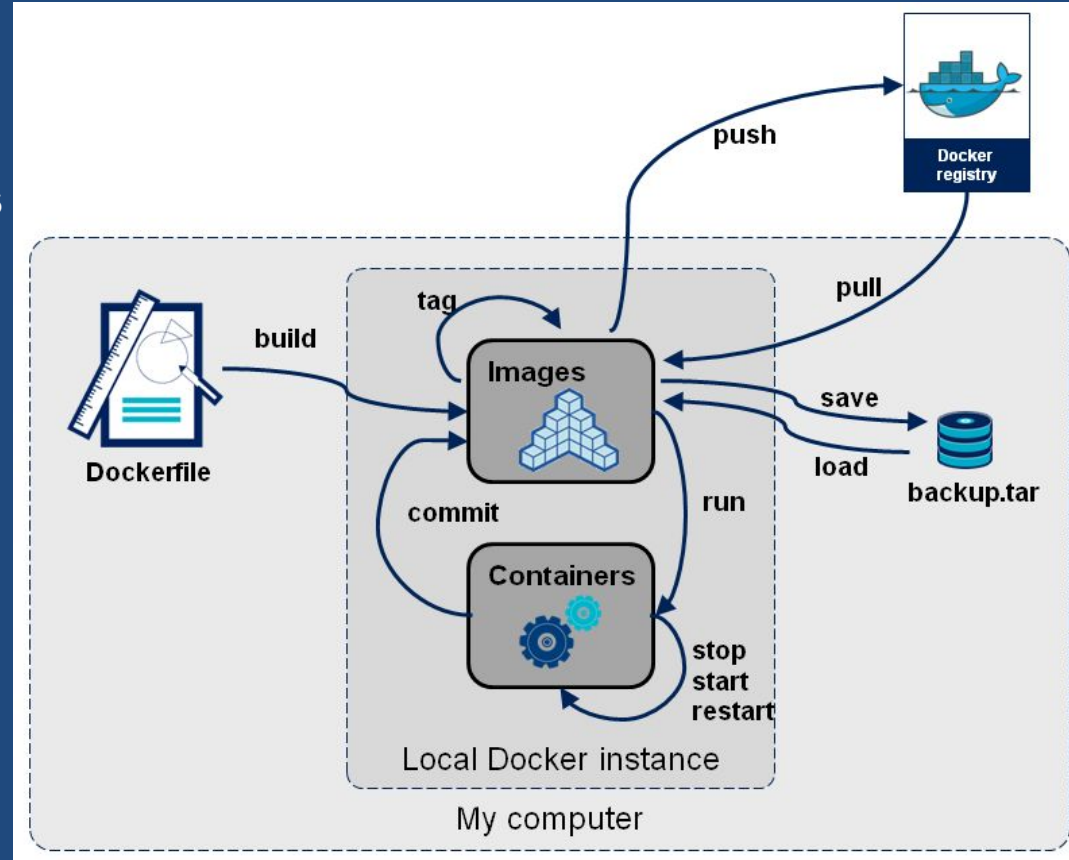 push
Docker
registry
pull
tag
build
Images
save
Dockerfile
load
backup.tar
commit
run
Containers
stop
start
restart
Local Docker instance
My computer